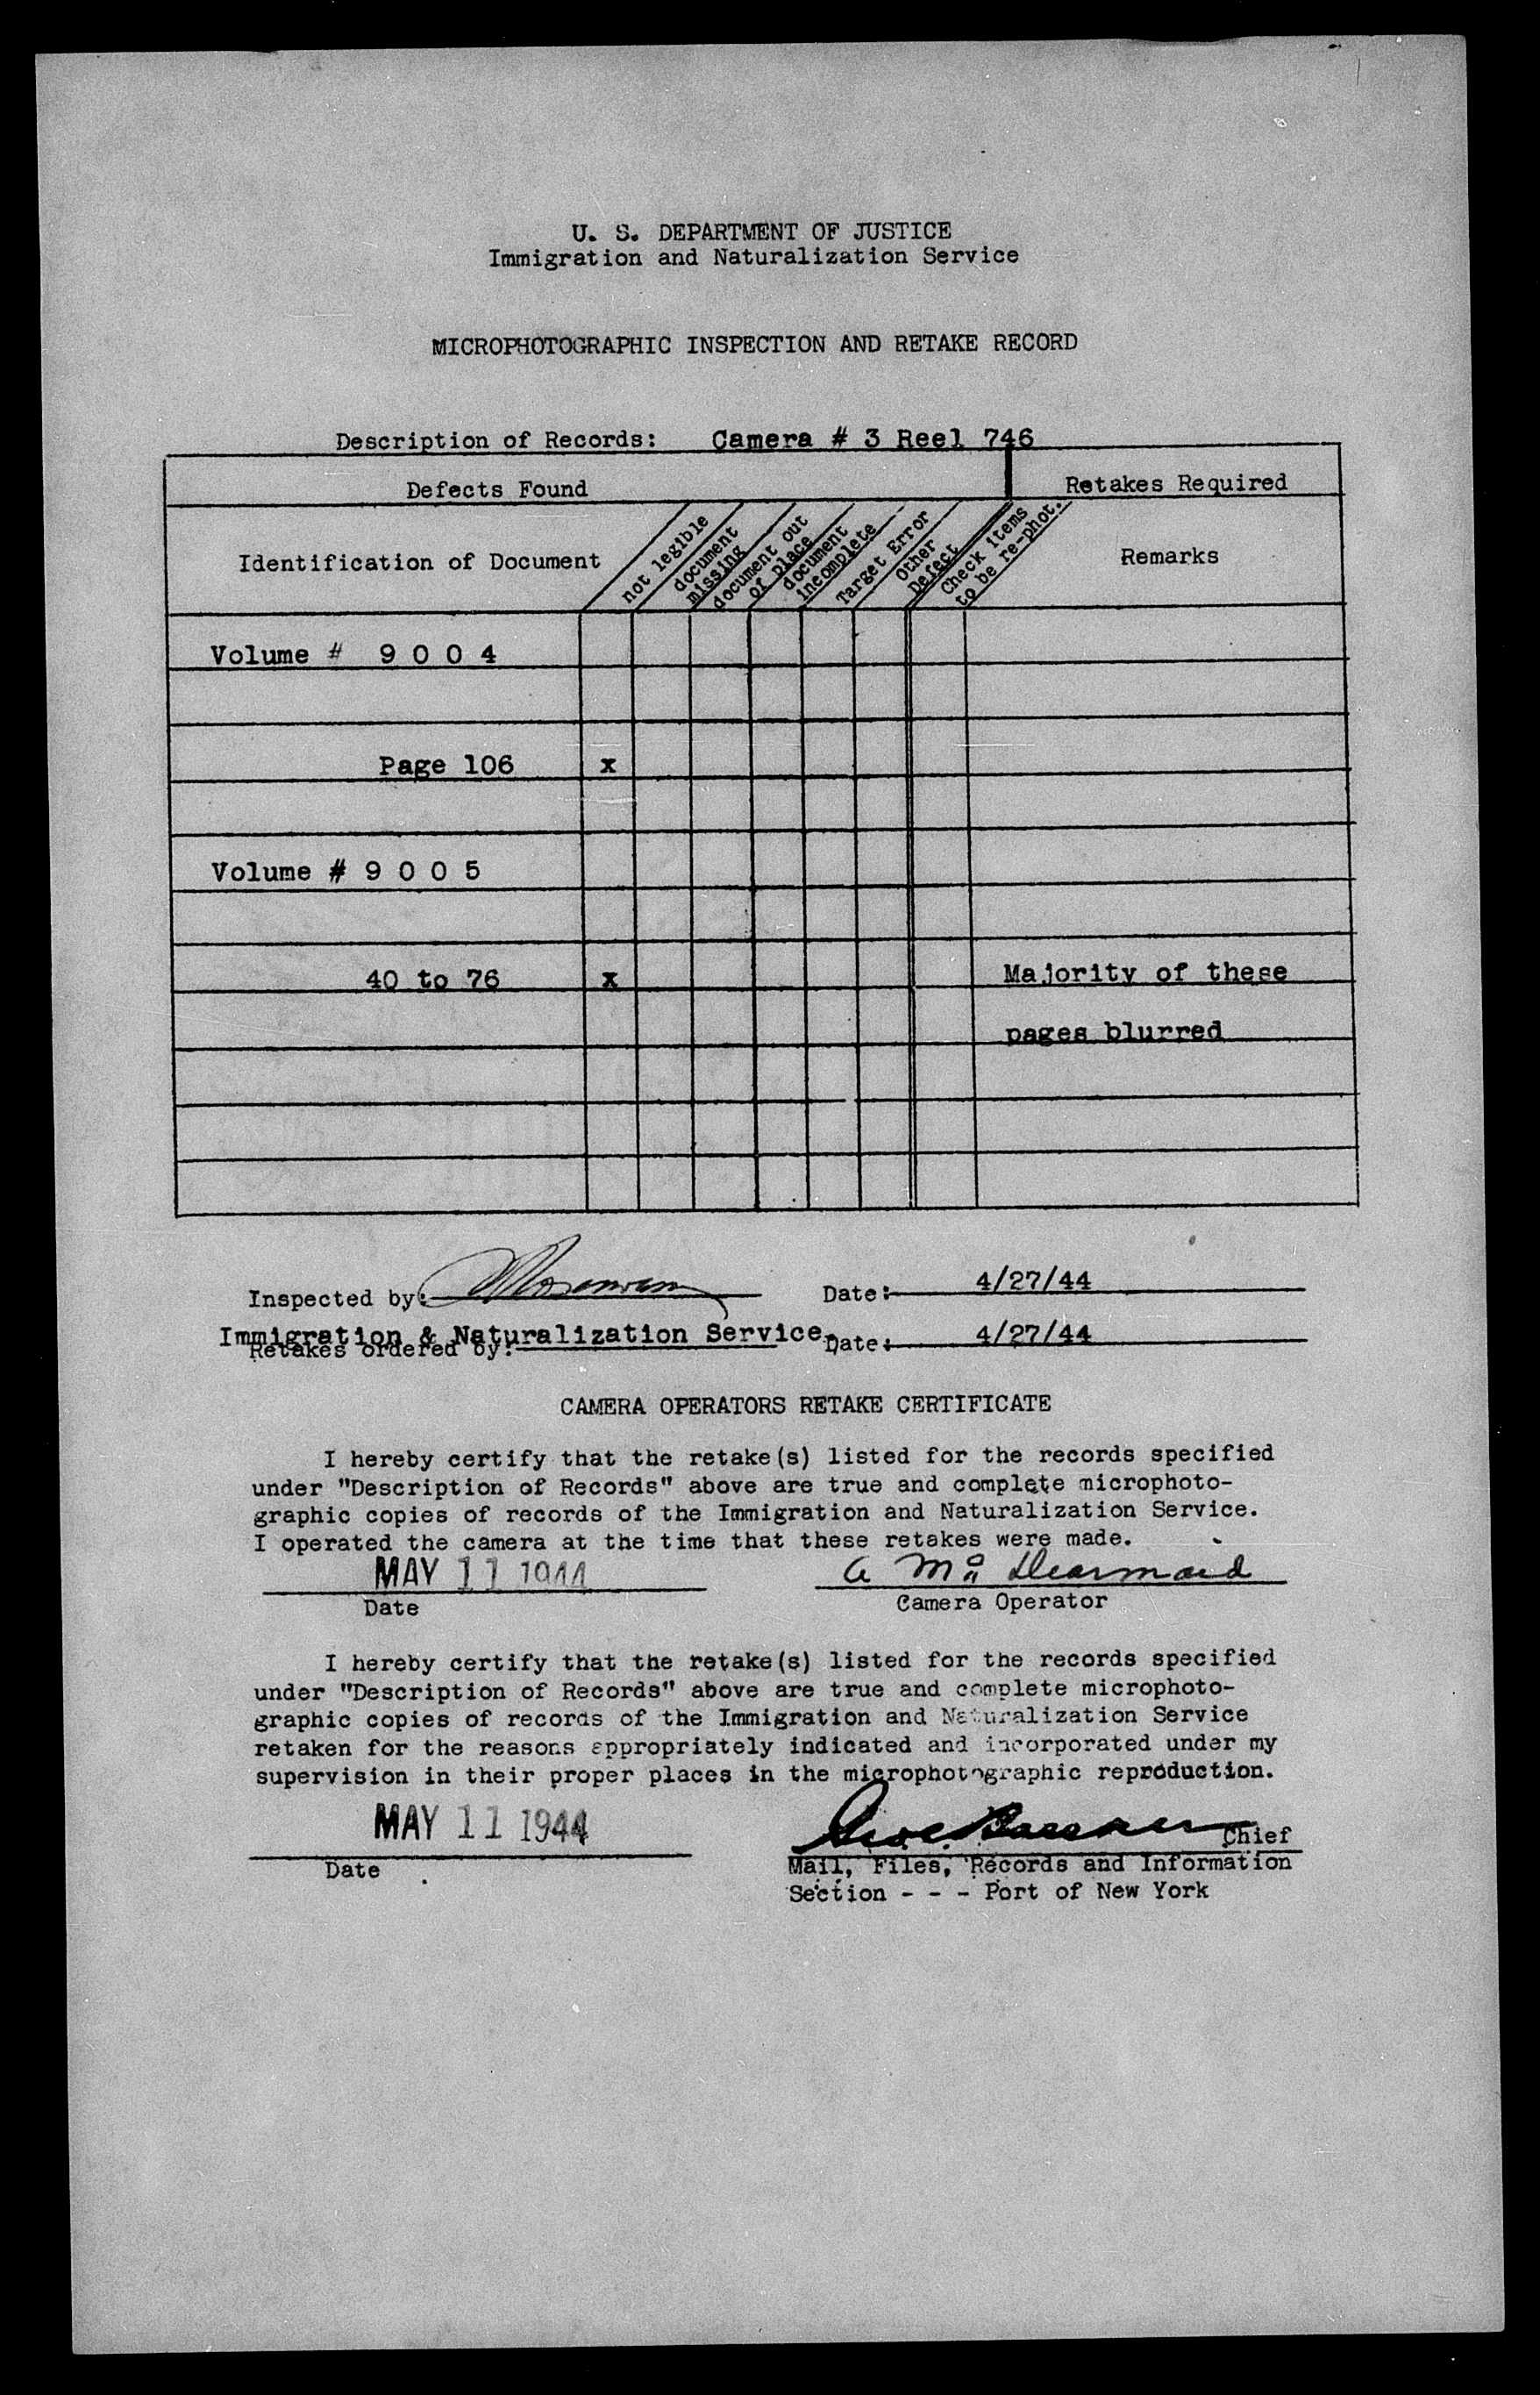 U. S. DEPARTMENT OF JUSTICE
Immigration and Naturalization Service
MICROPHOTOGRAPHIC INSPECTION AND RETAKE RECORD
Description of Records: Camera # 3 Reel 746
Defects Found
Retakes Required
Identification of Document
not legible
document
missing
document out
of place
document
incomplete
Target Error
Other
Defect
Check items
to be re-phot.
Remarks
Volume # 9 0 0 4
Page 106 x
Volume # 9 0 0 5
40 to 76 x Majority of these
pages blurred
Inspected by: Date: 4/27/44
Immigration & Naturalization Service.
Retakes ordered by: Date: 4/27/44
CAMERA OPERATORS RETAKE CERTIFICATE
I hereby certify that the retake(s) listed for the records specified
under "Description of Records" above are true and complete microphoto-
graphic copies of records of the Immigration and Naturalization Service.
I operated the camera at the time that these retakes were made.
MAY 11 1944
Date
Camera Operator
I hereby certify that the retake(s) listed for the records specified
under "Description of Records" above are true and complete microphoto-
graphic copies of records of the Immigration and Naturalization Service
retaken for the reasons appropriately indicated and incorporated under my
supervision in their proper places in the microphotographic reproduction.
MAY 11 1944
Date
Chief
Mail, Files, Records and Information
Section - - - Port of New York